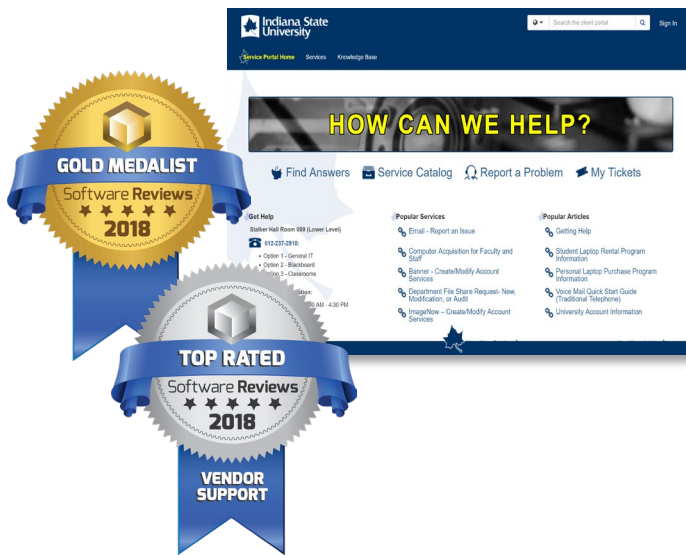 Indiana State
University
Search the client portal
Sign In
Service Portal Home Services Knowledge Base
HOW CAN WE HELP?
Find Answers Service Catalog Report a Problem My Tickets
Get Help
Stalker Hall Room 009 (Lower Level)
812-237-2910:
Option 1 - General IT
Option 2 - Blackboard
Option 3 - Classrooms
AM - 4:30 PM
Popular Services
Email - Report an Issue
Computer Acquisition for Faculty and
Staff
Banner - Create/Modify Account
Services
Department File Share Request- New,
Modification, or Audit
ImageNow – Create/Modify Account
Services
Popular Articles
Getting Help
Student Laptop Rental Program
Information
Personal Laptop Purchase Program
Information
Voice Mail Quick Start Guide
(Traditional Telephone)
University Account Information
GOLD MEDALIST
Software Reviews
2018
TOP RATED
Software Reviews
2018
VENDOR
SUPPORT